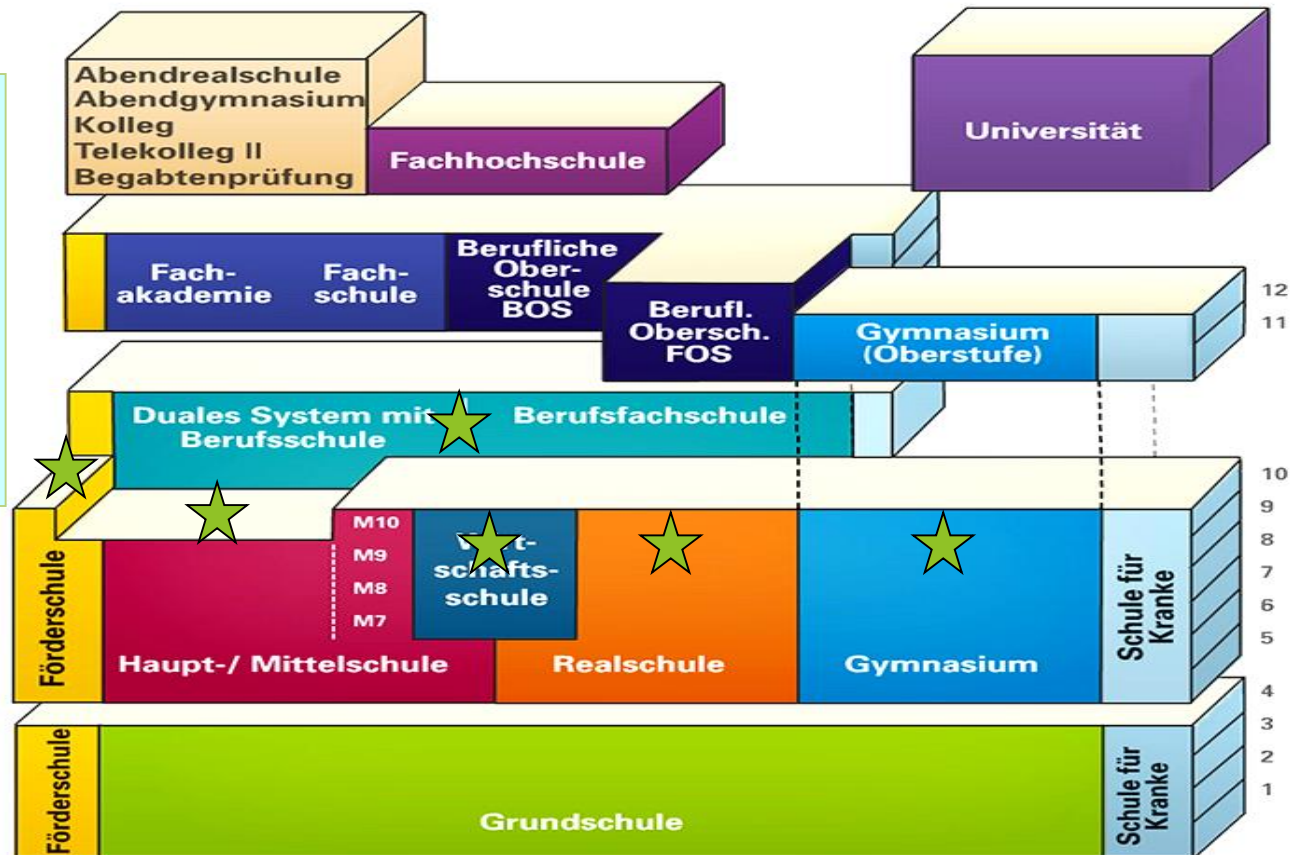 Abendrealschule
Abendgymnasium
Kolleg
Telekolleg II
Begabtenprüfung
Fachhochschule
Universität
Fach-
akademie
Fach-
schule
Berufliche
Ober-
schule
BOS
Berufl.
Obersch.
FOS
Gymnasium
(Oberstufe)
12
11
Duales System mit
Berufsschule
Berufsfachschule
10
9
8
7
6
5
Förderschule
M10
M9
M8
M7
Haupt-/ Mittelschule
schafts-
schule
Realschule
Gymnasium
Schule für
Kranke
4
3
2
1
Förderschule
Grundschule
Schule für
Kranke